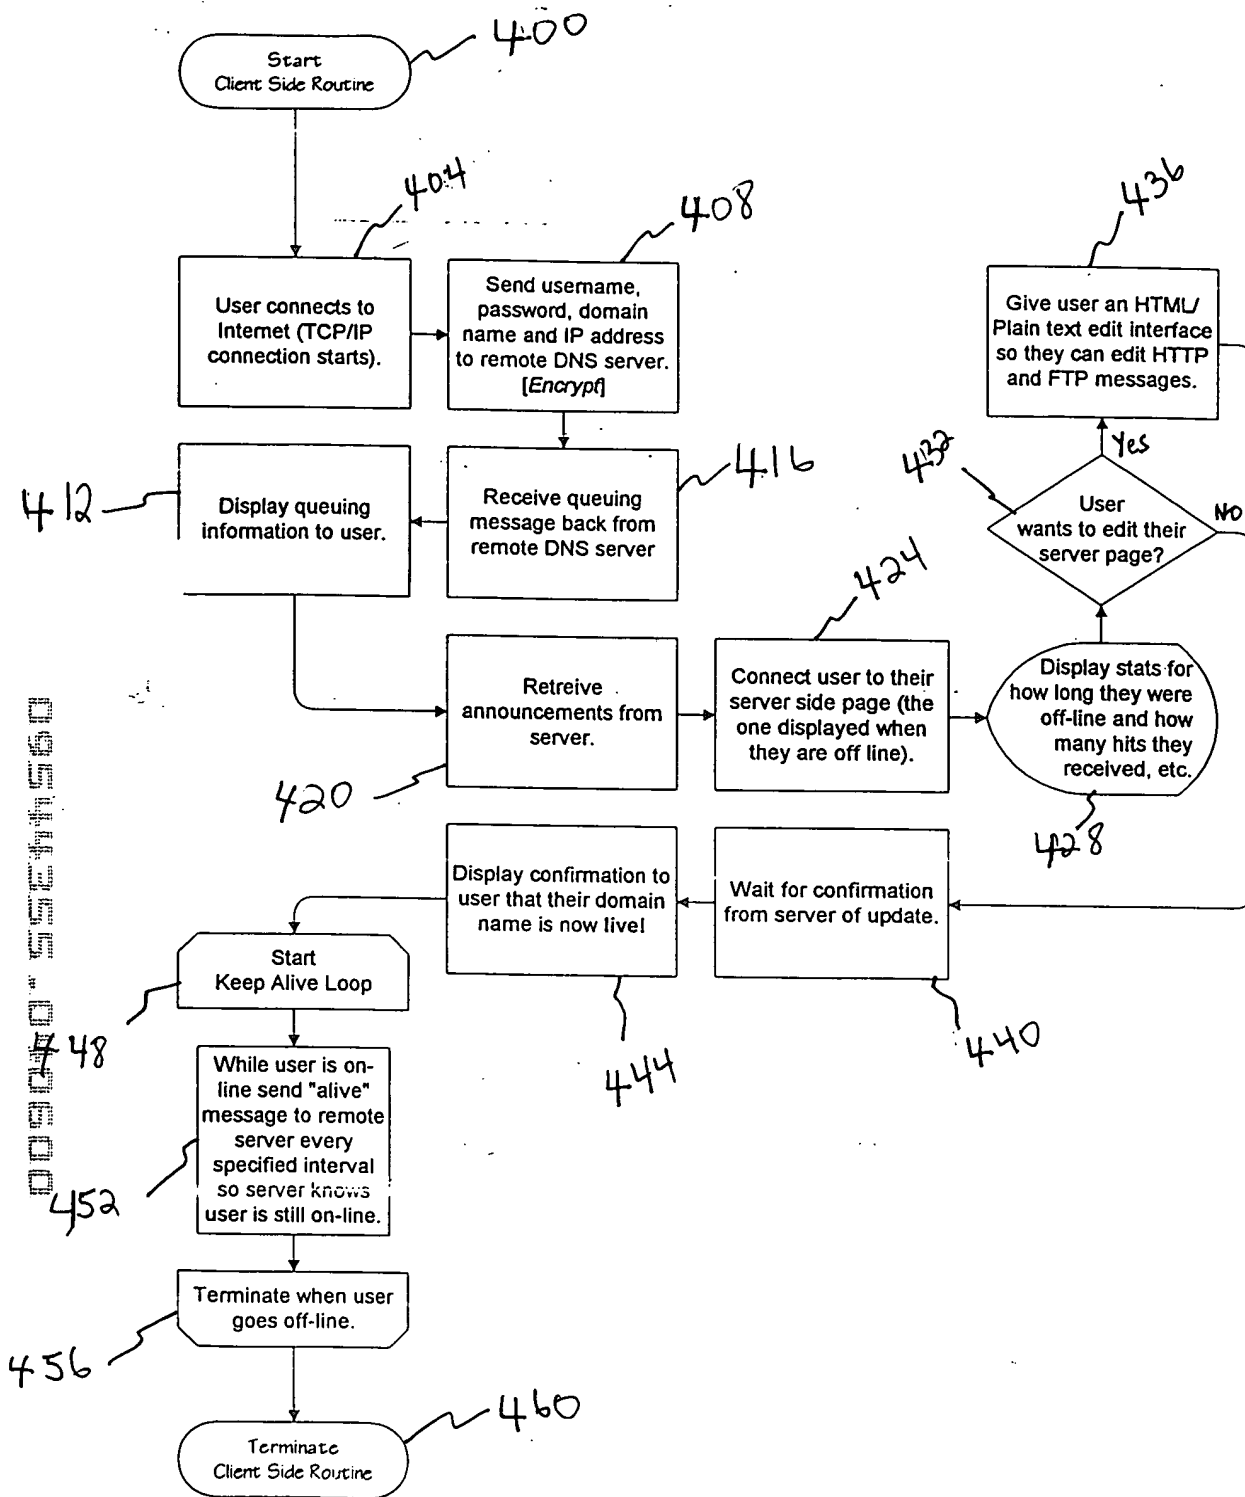 400
Start
Client Side Routine
404
408
436
User connects to
Internet (TCP/IP
connection starts).
Send username,
password, domain
name and IP address
to remote DNS server.
[Encrypt]
Give user an HTML/
Plain text edit interface
so they can edit HTTP
and FTP messages.
Yes
432
412
Display queuing
information to user.
416
Receive queuing
message back from
remote DNS server
User
wants to edit their
server page?
NO
424
Retreive
announcements from
server.
420
Connect user to their
server side page (the
one displayed when
they are off line).
Display stats for
how long they were
off-line and how
many hits they
received, etc.
428
Display confirmation to
user that their domain
name is now live!
444
Wait for confirmation
from server of update.
440
Start
Keep Alive Loop
448
While user is on-
line send "alive"
message to remote
server every
specified interval
so server knows
user is still on-line.
452
Terminate when user
goes off-line.
456
460
Terminate
Client Side Routine